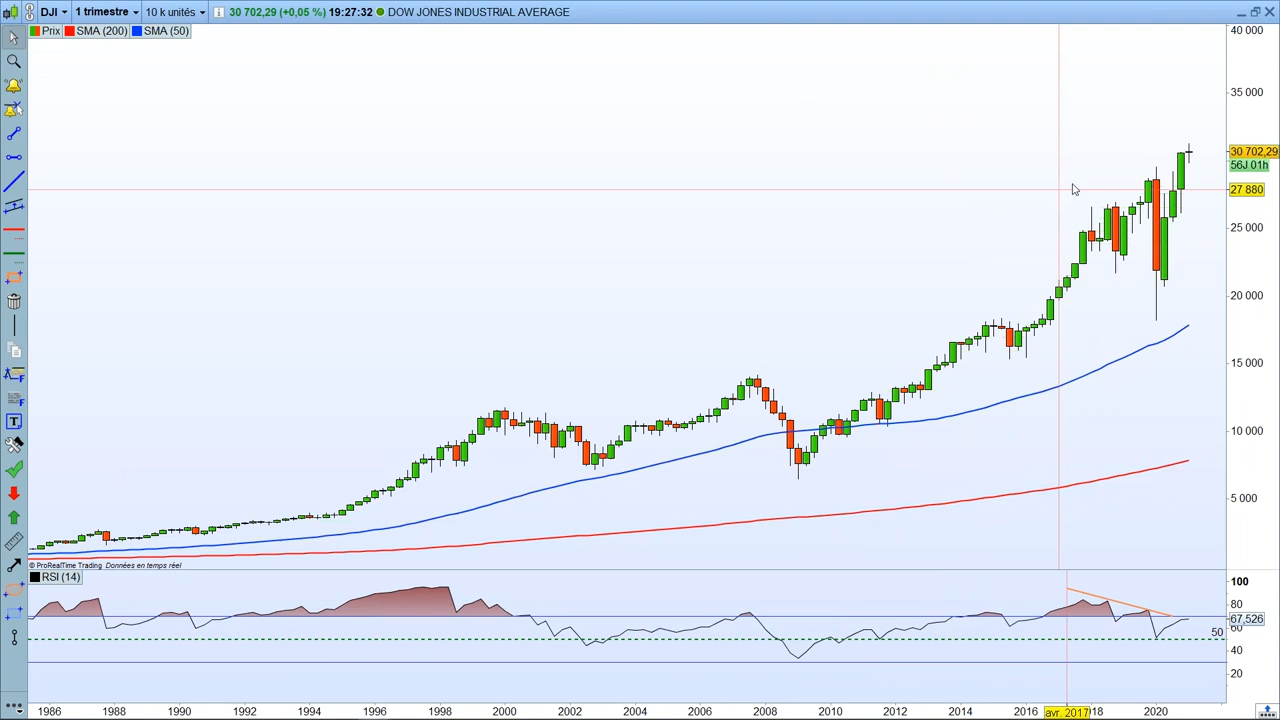 DJI 1 trimestre 10 k unités 30 702,29 (+0,05 %) 19:27:32 DOW JONES INDUSTRIAL AVERAGE
Prix SMA (200) SMA (50)
40 000
35 000
30 702,29
56J 01h
27 880
25 000
20 000
15 000
10 000
5 000
© ProRealTime Trading Données en temps réel
RSI (14)
100
80
67,526
60
50
40
20
1986 1988 1990 1992 1994 1996 1998 2000 2002 2004 2006 2008 2010 2012 2014 2016 avr. 2017 18 2020